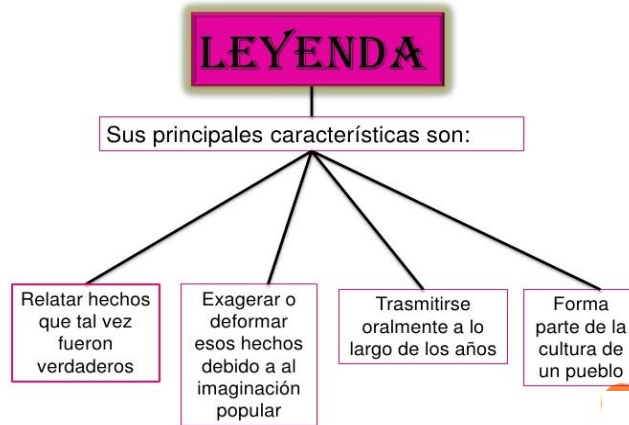 LEYENDA
Sus principales características son:
Relatar hechos
que tal vez
fueron
verdaderos
Exagerar o
deformar
esos hechos
debido a al
imaginación
popular
Trasmitirse
oralmente a lo
largo de los años
Forma
parte de la
cultura de
un pueblo